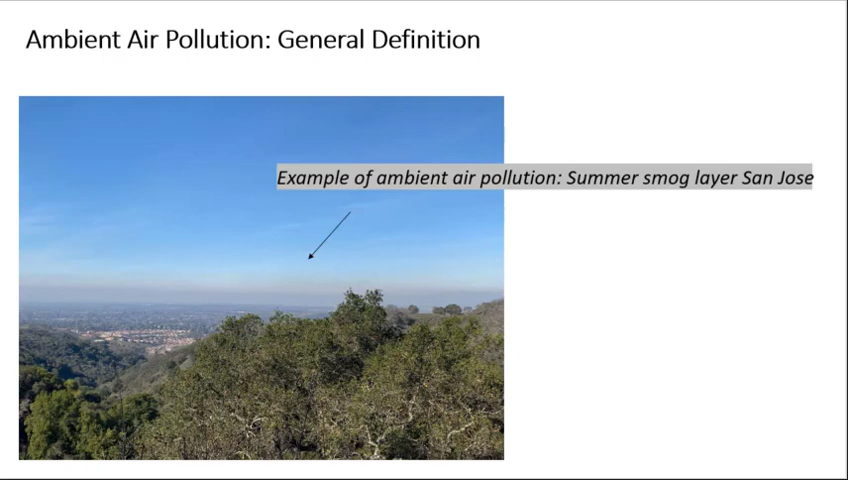 Ambient Air Pollution: General Definition
Example of ambient air pollution: Summer smog layer San Jose